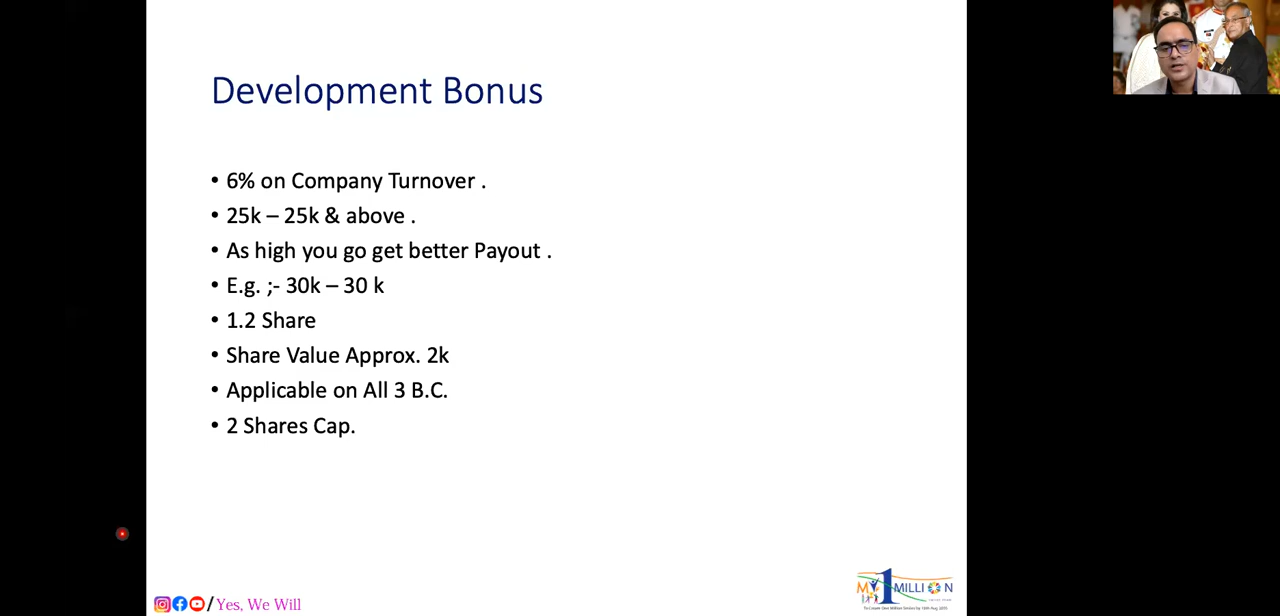 Development Bonus
• 6% on Company Turnover .
• 25k – 25k & above .
• As high you go get better Payout .
• E.g. ;- 30k – 30 k
• 1.2 Share
• Share Value Approx. 2k
• Applicable on All 3 B.C.
• 2 Shares Cap.
/ Yes, We Will
MY 1 MILLION